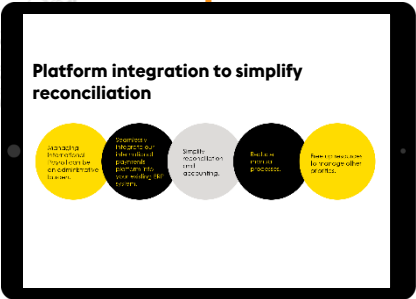 Platform integration to simplify
reconciliation
Managing
International
Payroll can be
an administrative
burden.
Seamlessly
integrate our
international
payments
platform into
your existing ERP
system.
Simplify
reconciliation
and
accounting.
Reduce
manual
processes.
Free up resources
to manage other
priorities.